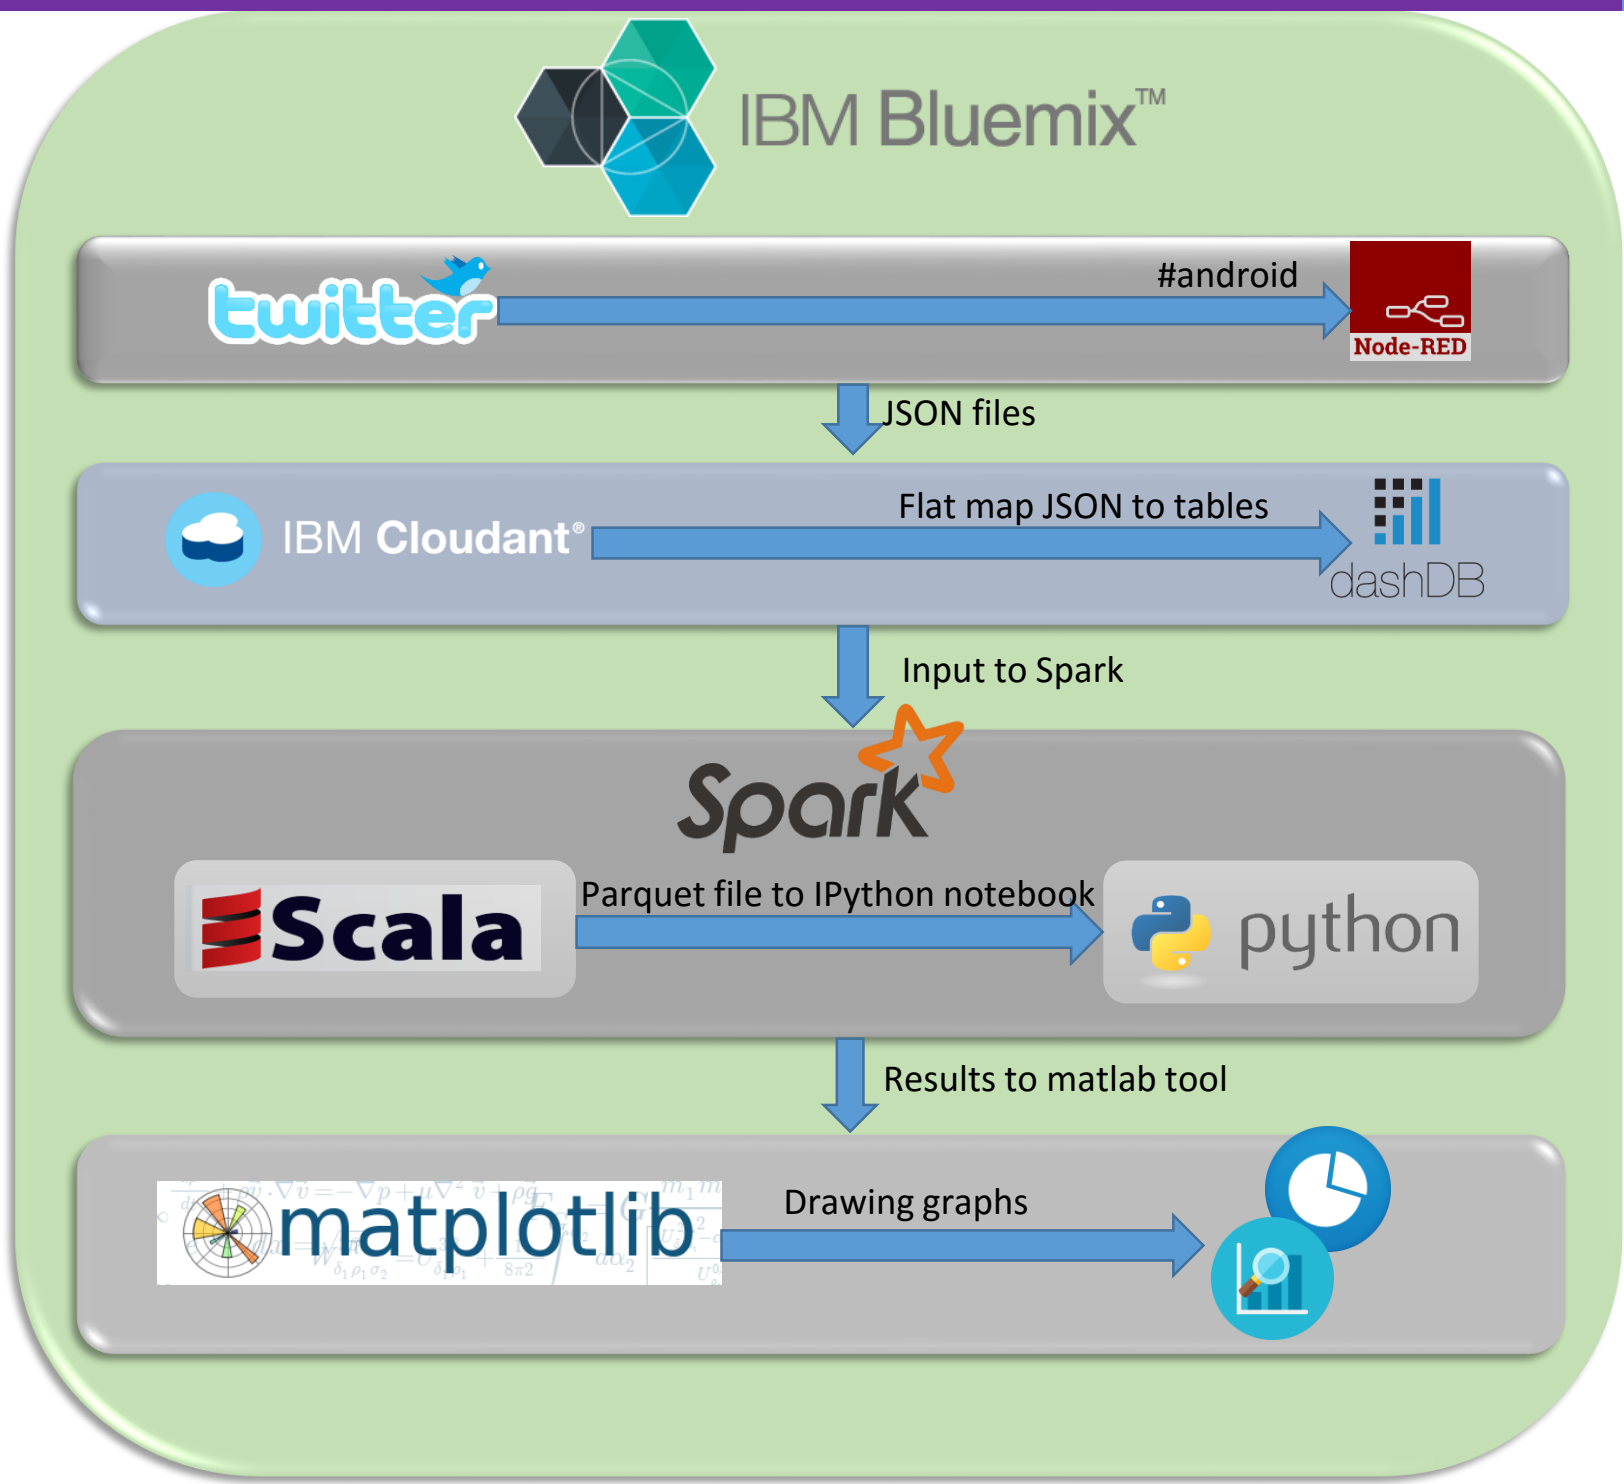 IBM Bluemix™
twitter
#android
Node-RED
JSON files
IBM Cloudant®
Flat map JSON to tables
dashDB
Input to Spark
Spark
Scala
Parquet file to IPython notebook
python
Results to matlab tool
matplotlib
Drawing graphs